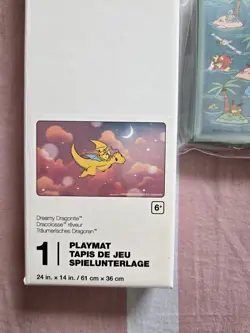 6+
Dreamy Dragonite™
Dracolosse™ rêveur
Träumerisches Dragoran™
1 PLAYMAT
TAPIS DE JEU
SPIELUNTERLAGE
24 in. x 14 in. / 61 cm x 36 cm